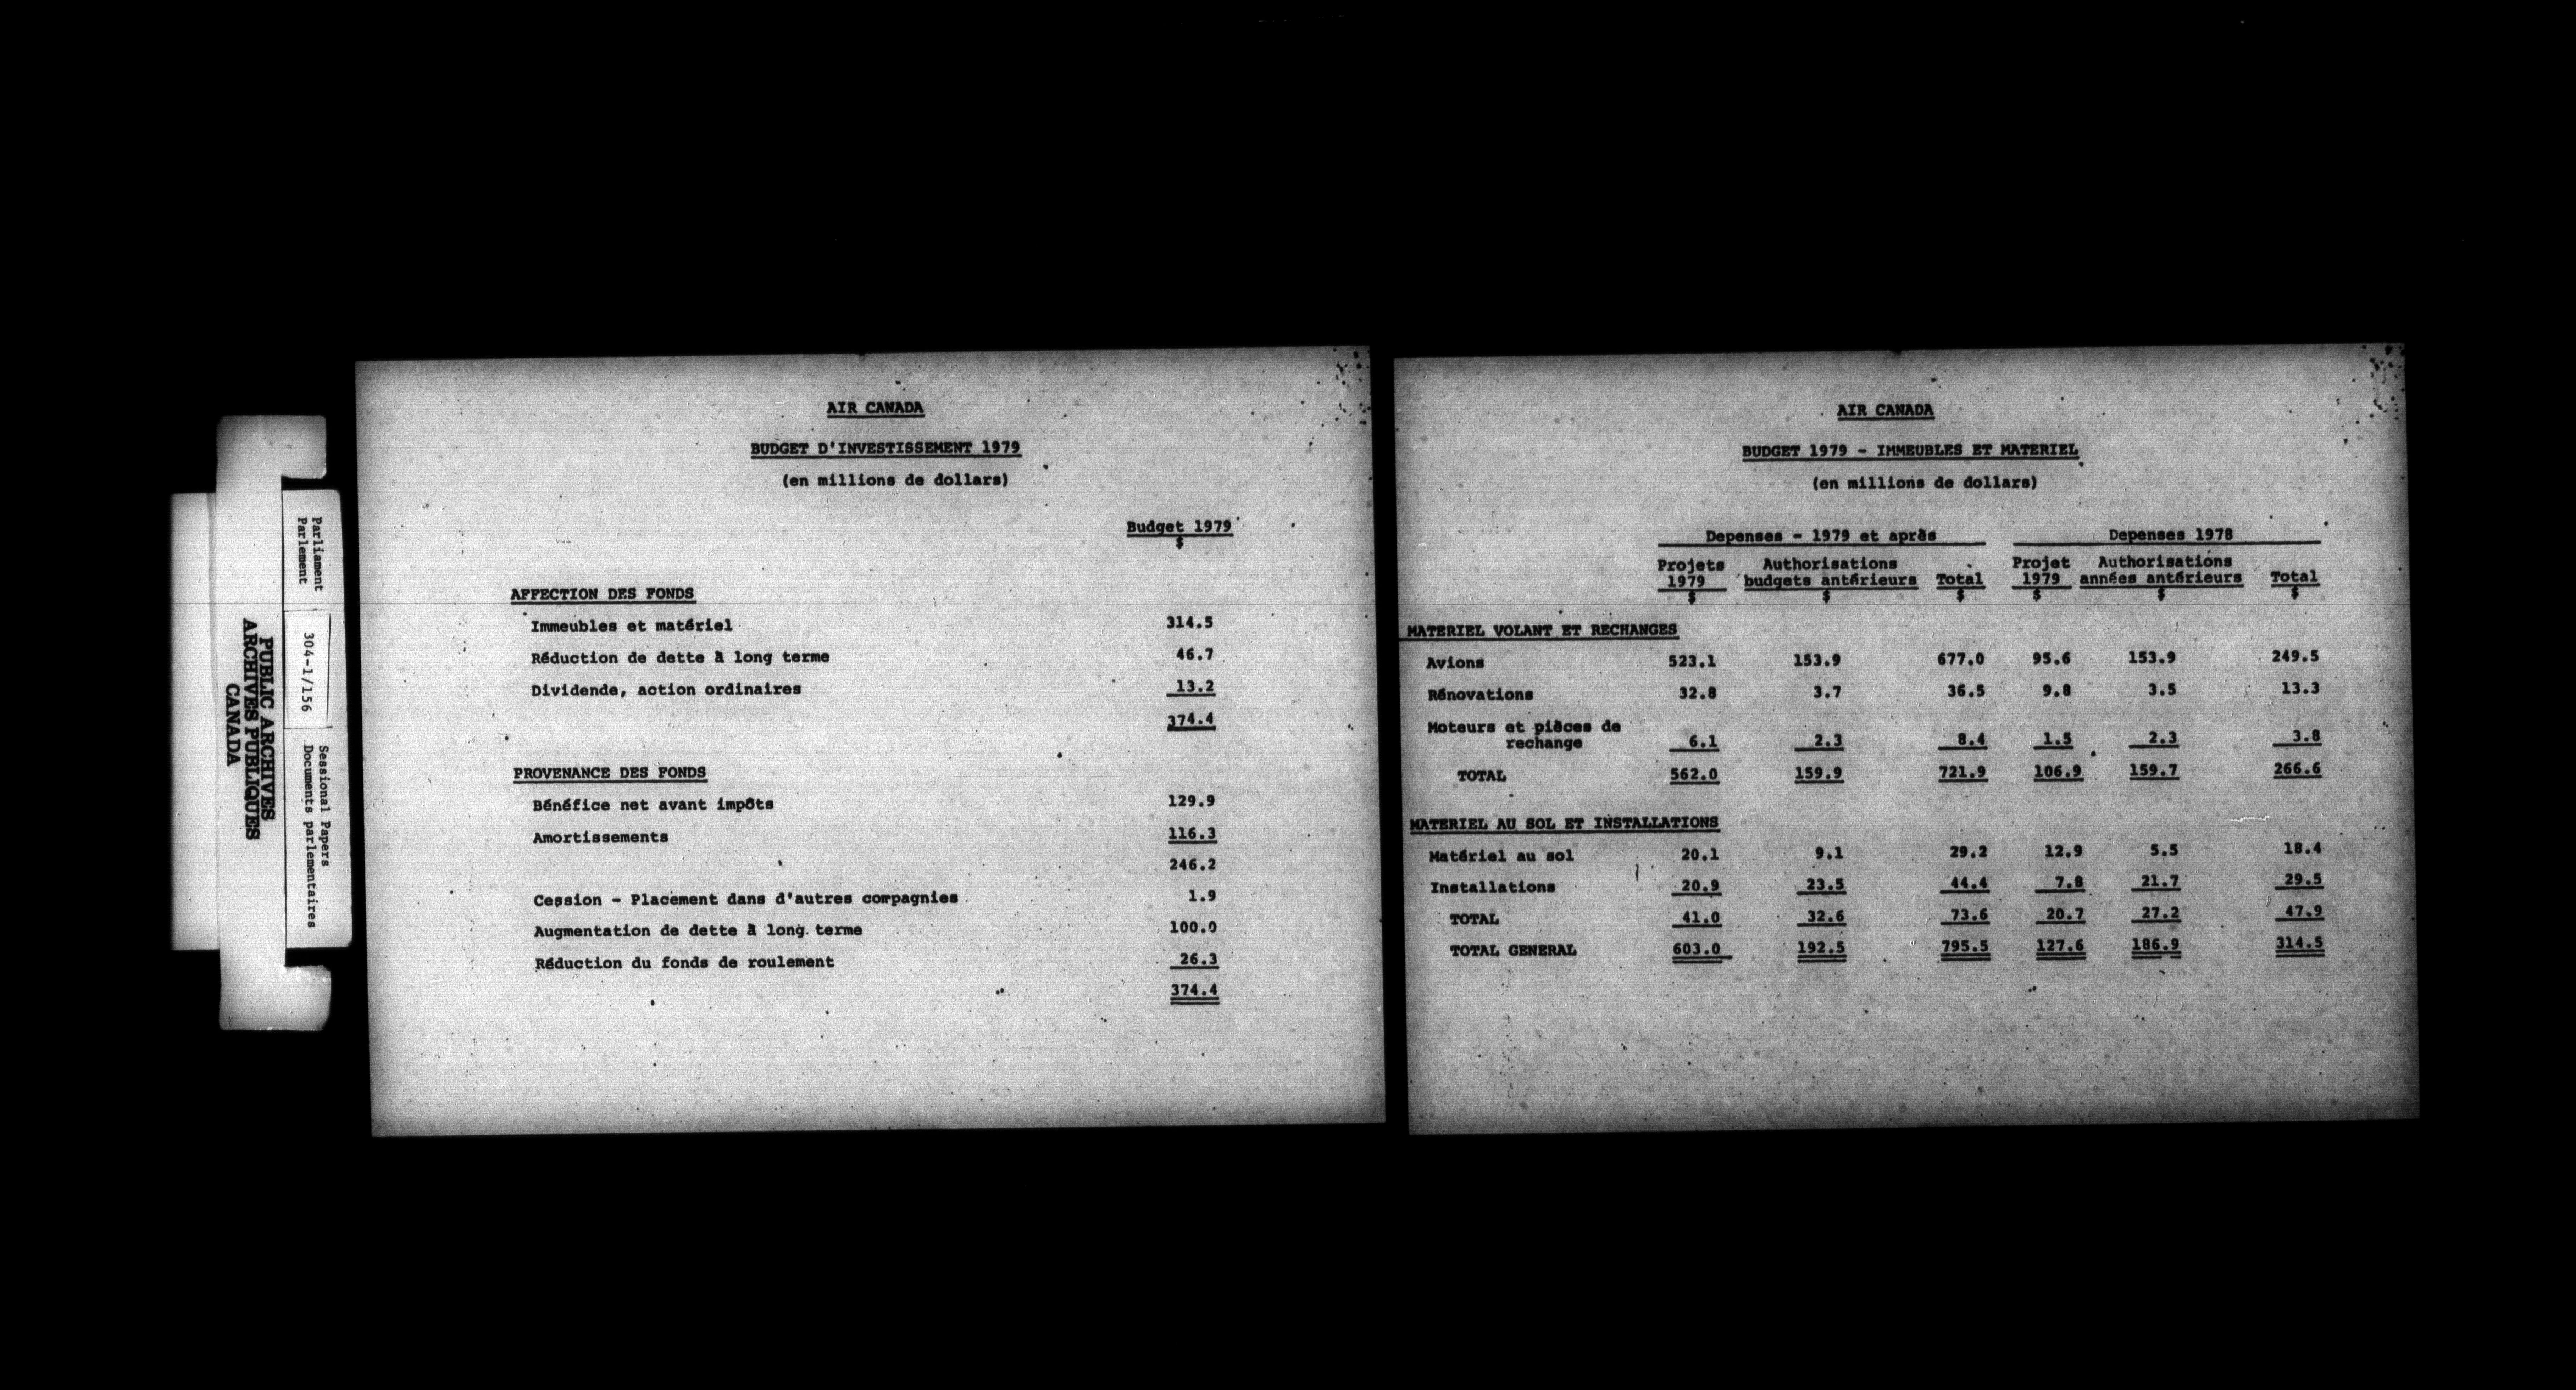 Parliament
Parlement
304-1/156
Sessional Papers
Documents parlementaires
PUBLIC ARCHIVES
ARCHIVES PUBLIQUES
CANADA
AIR CANADA
BUDGET D'INVESTISSEMENT 1979
(en millions de dollars)
Budget 1979
$
AFFECTION DES FONDS
Immeubles et matériel 314.5
Réduction de dette à long terme 46.7
Dividende, action ordinaires 13.2
374.4
PROVENANCE DES FONDS
Bénéfice net avant impôts 129.9
Amortissements 116.3
246.2
Cession - Placement dans d'autres compagnies 1.9
Augmentation de dette à long terme 100.0
Réduction du fonds de roulement 26.3
374.4
AIR CANADA
BUDGET 1979 - IMMEUBLES ET MATERIEL
(en millions de dollars)
Depenses - 1979 et après Depenses 1978
Projets Authorisations Projet Authorisations
1979 budgets antérieurs Total 1979 années antérieurs Total
$ $ $ $ $ $
MATERIEL VOLANT ET RECHANGES
Avions 523.1 153.9 677.0 95.6 153.9 249.5
Rénovations 32.8 3.7 36.5 9.8 3.5 13.3
Moteurs et pièces de
rechange 6.1 2.3 8.4 1.5 2.3 3.8
TOTAL 562.0 159.9 721.9 106.9 159.7 266.6
MATERIEL AU SOL ET INSTALLATIONS
Matériel au sol 20.1 9.1 29.2 12.9 5.5 18.4
Installations 20.9 23.5 44.4 7.8 21.7 29.5
TOTAL 41.0 32.6 73.6 20.7 27.2 47.9
TOTAL GENERAL 603.0 192.5 795.5 127.6 186.9 314.5